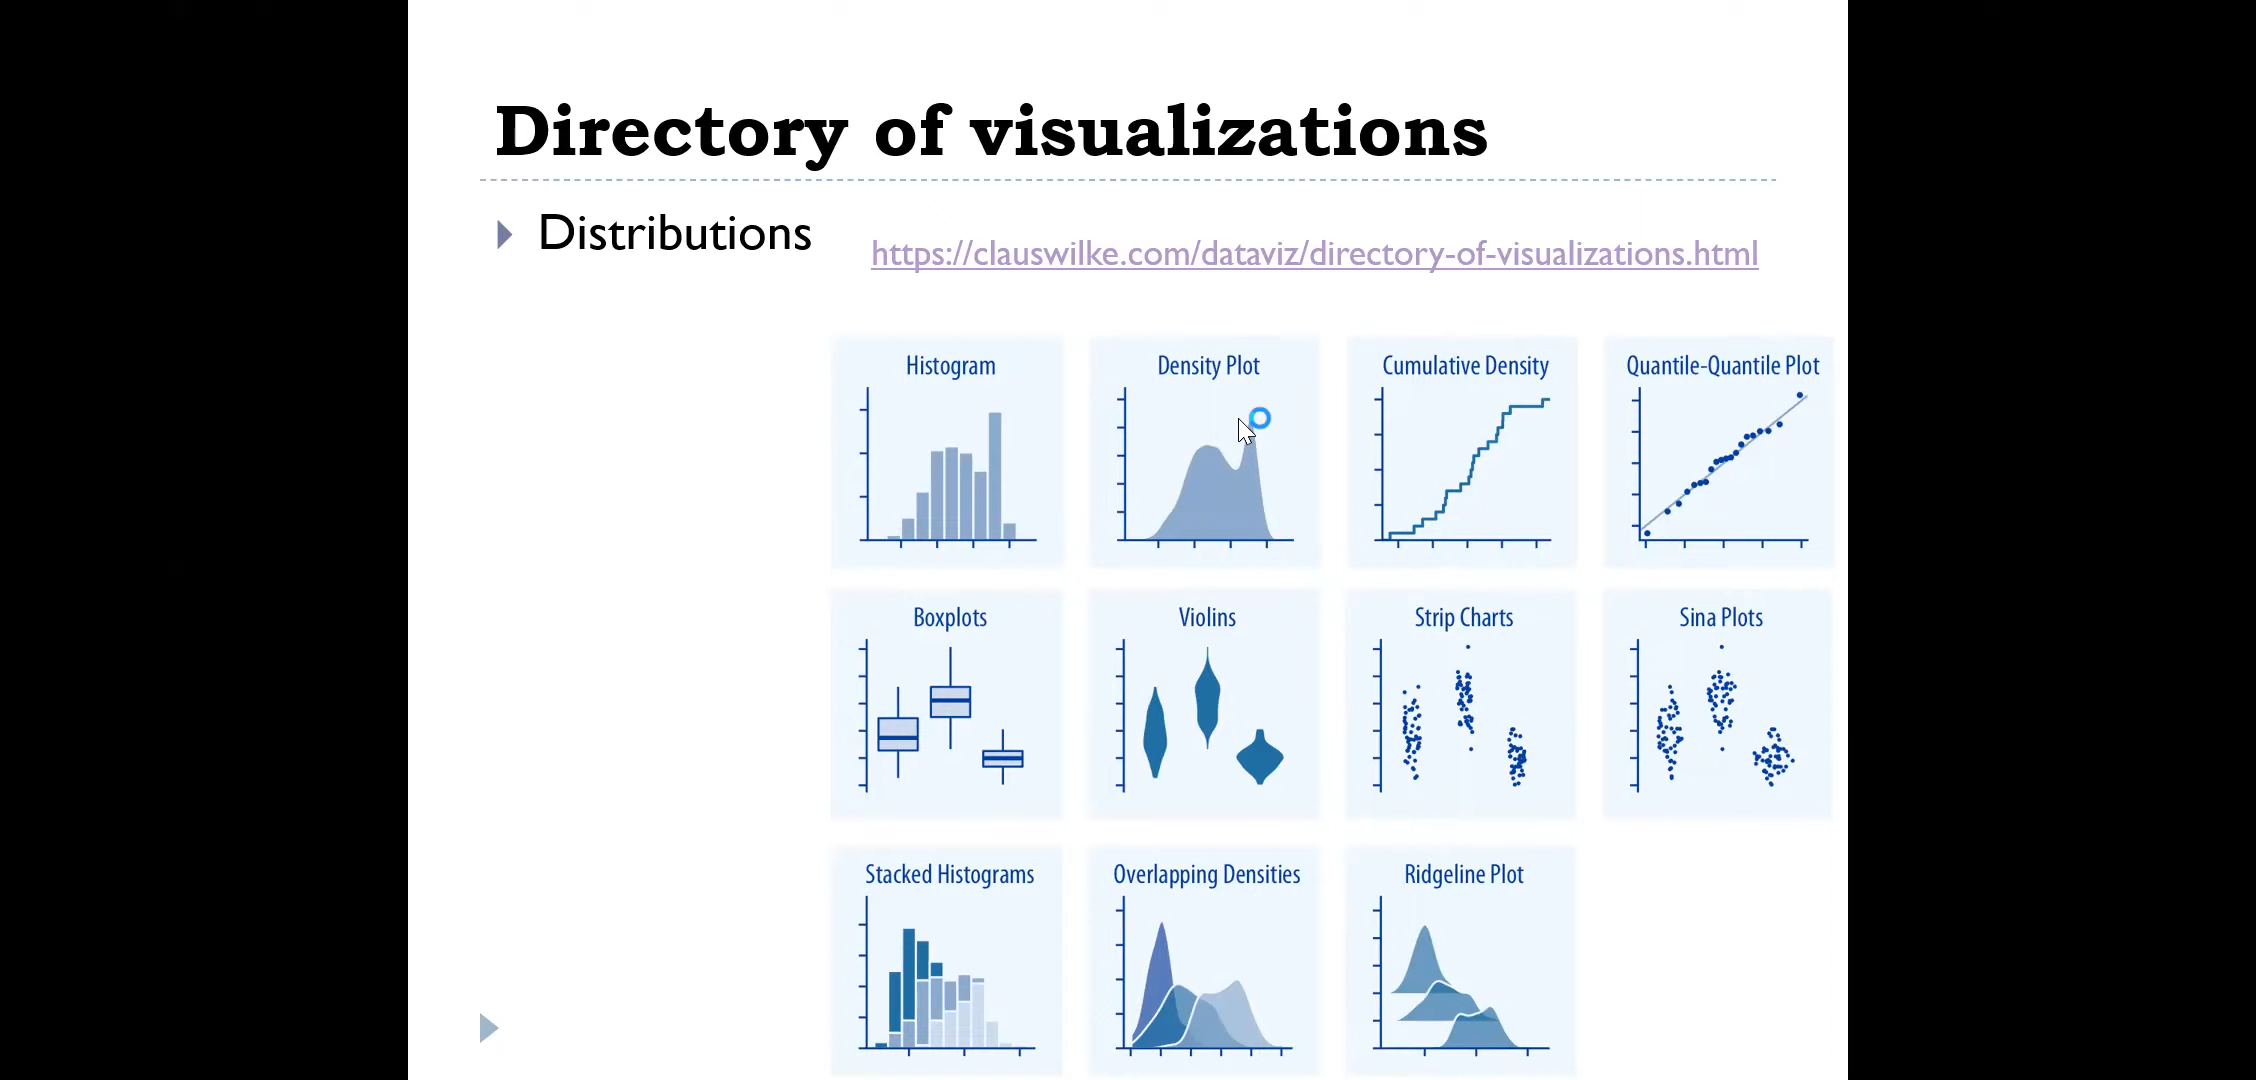 Directory of visualizations
Distributions
https://clauswilke.com/dataviz/directory-of-visualizations.html
Histogram
Density Plot
Cumulative Density
Quantile-Quantile Plot
Boxplots
Violins
Strip Charts
Sina Plots
Stacked Histograms
Overlapping Densities
Ridgeline Plot